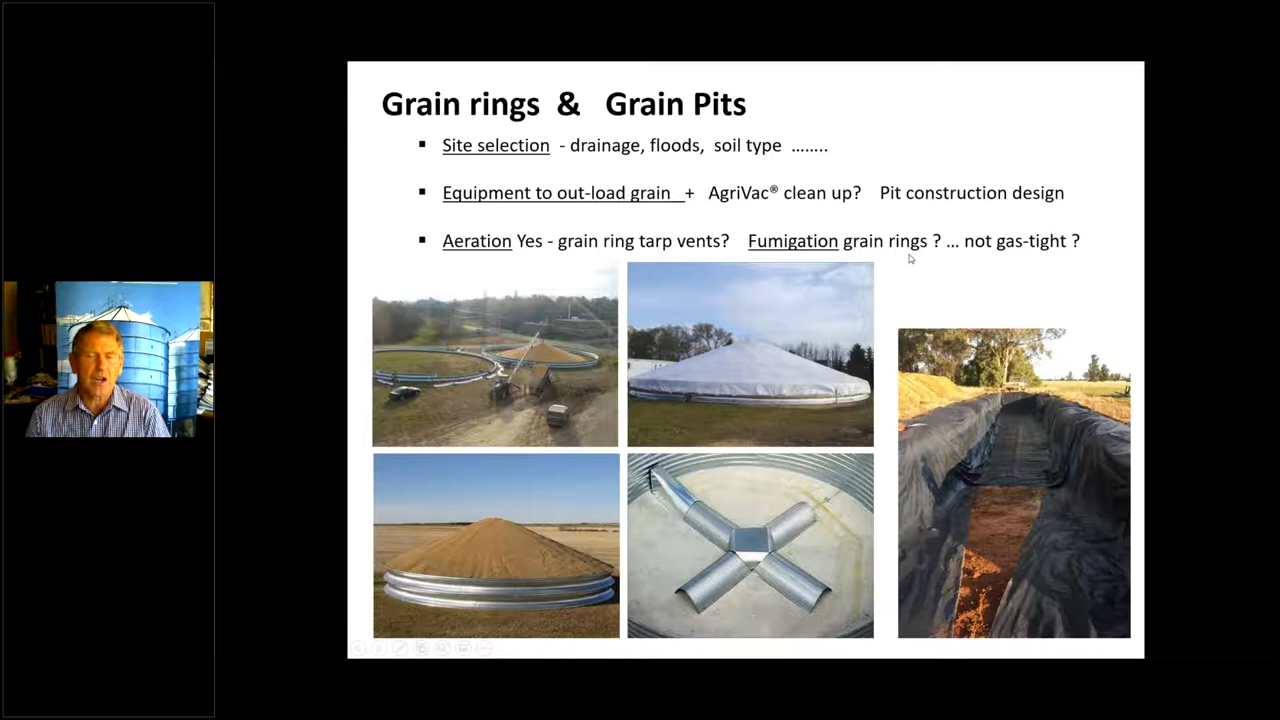 Grain rings & Grain Pits
▪ Site selection - drainage, floods, soil type ........
▪ Equipment to out-load grain + AgriVac® clean up? Pit construction design
▪ Aeration Yes - grain ring tarp vents? Fumigation grain rings ? ... not gas-tight ?